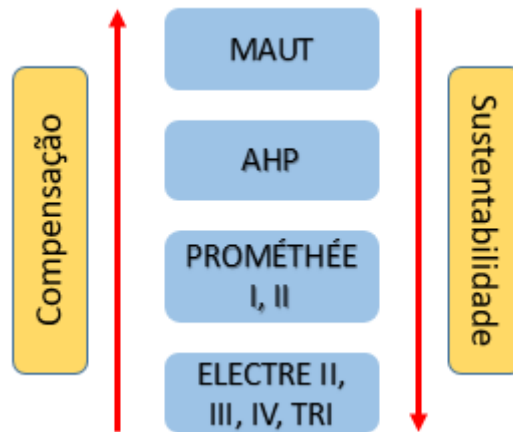 Compensação
MAUT
AHP
PROMÉTHÉE
I, II
ELECTRE II,
III, IV, TRI
Sustentabilidade